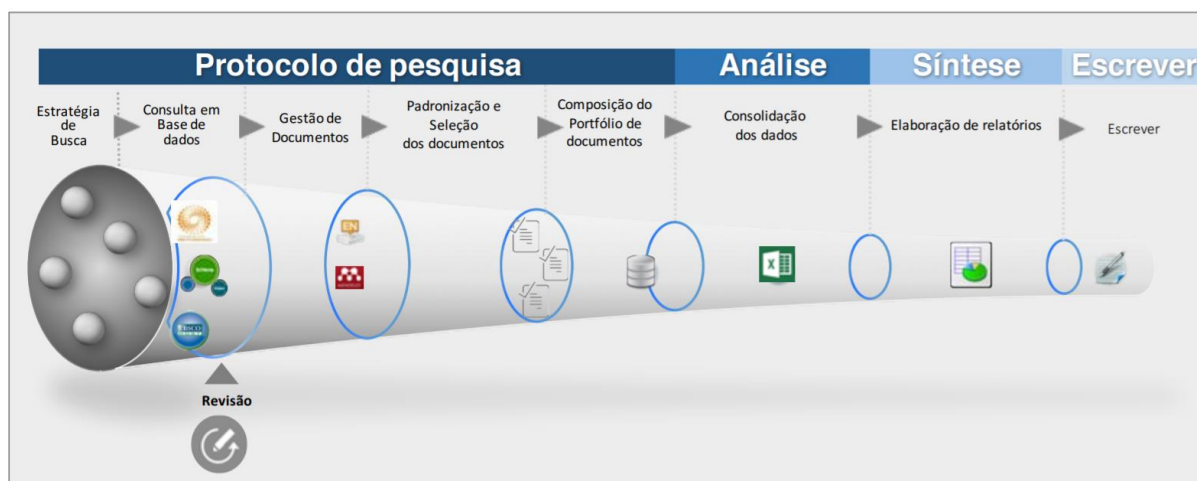 Protocolo de pesquisa
Análise
Síntese
Escrever
Estratégia
de
Busca
Consulta em
Base de
dados
Gestão de
Documentos
Padronização e
Seleção
dos documentos
Composição do
Portfólio de
documentos
Consolidação
dos dados
Elaboração de relatórios
Escrever
EN
Revisão